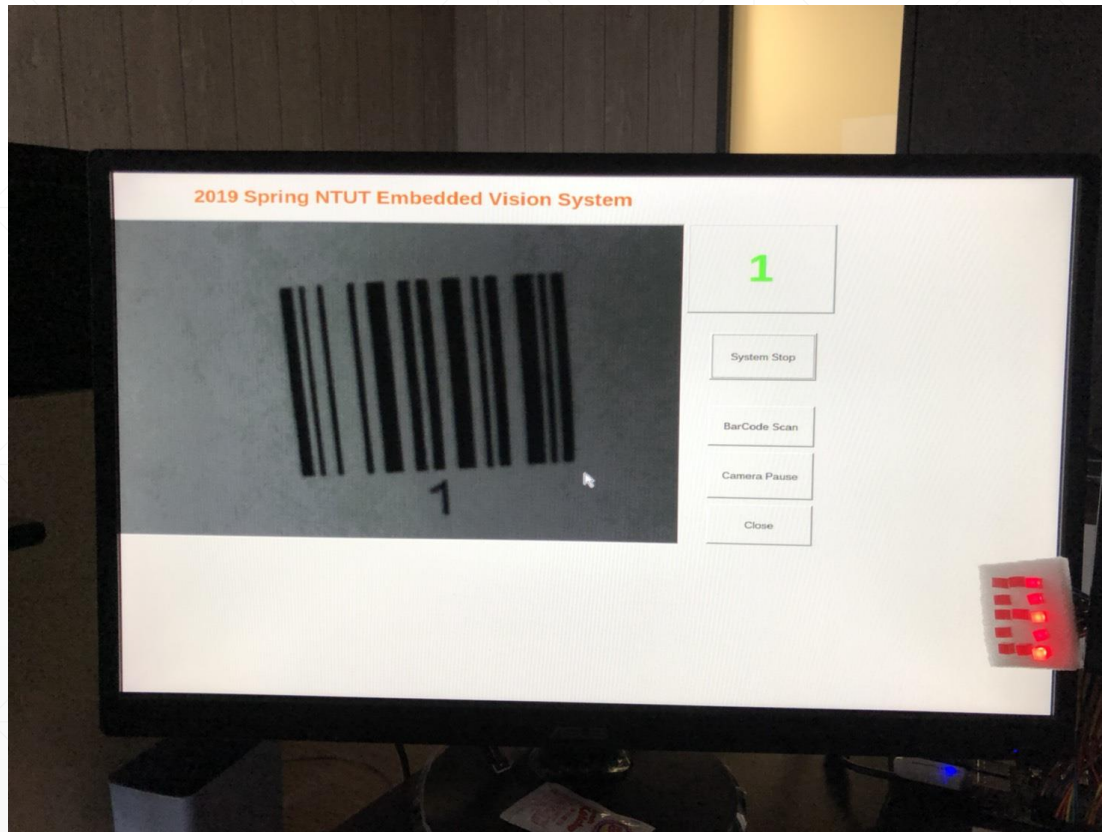 2019 Spring NTUT Embedded Vision System
1
System Stop
BarCode Scan
Camera Pause
Close
1